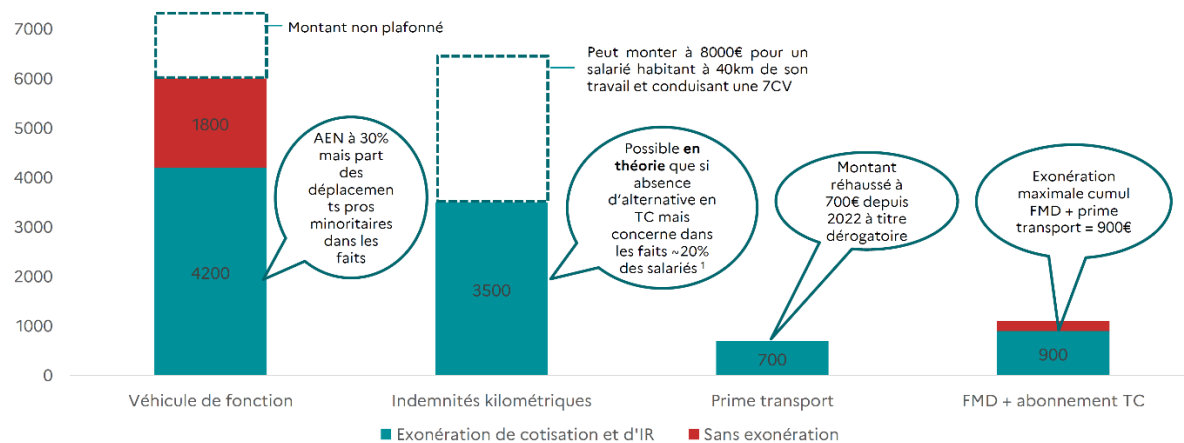 7000
6000
5000
4000
3000
2000
1000
0
Montant non plafonné
1800
4200
AEN à 30%
mais part
des
déplacemen
ts pros
minoritaires
dans les
faits
Peut monter à 8000€ pour un
salarié habitant à 40km de son
travail et conduisant une 7CV
3500
Possible en
théorie que si
absence
d'alternative en
TC mais
concerne dans
les faits ~20%
des salariés ¹
Montant
réhaussé à
700€ depuis
2022 à titre
dérogatoire
700
Exonération
maximale cumul
FMD + prime
transport = 900€
900
Véhicule de fonction
Indemnités kilométriques
Prime transport
FMD + abonnement TC
Exonération de cotisation et d'IR
Sans exonération